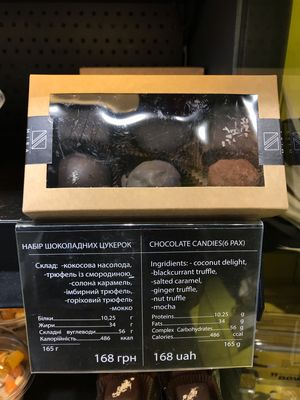 НАБІР ШОКОЛАДНИХ ЦУКЕРОК
Склад: -кокосова насолода,
-трюфель із смородиною,
-солона карамель,
-імбирний трюфель,
-горіховий трюфель
-мокко
Білки 10,25 г
Жири 34 г
Складні вуглеводи 56 г
Калорійність 486 ккал
165 г
168 грн
CHOCOLATE CANDIES(6 PAX)
Ingridients: - coconut delight,
-blackcurrant truffle,
-salted caramel,
-ginger truffle,
-nut truffle
-mocha
Proteins 10,25 g
Fats 34 g
Complex Carbohydrates 56 g
Calories 486 ccal
165 g
168 uah